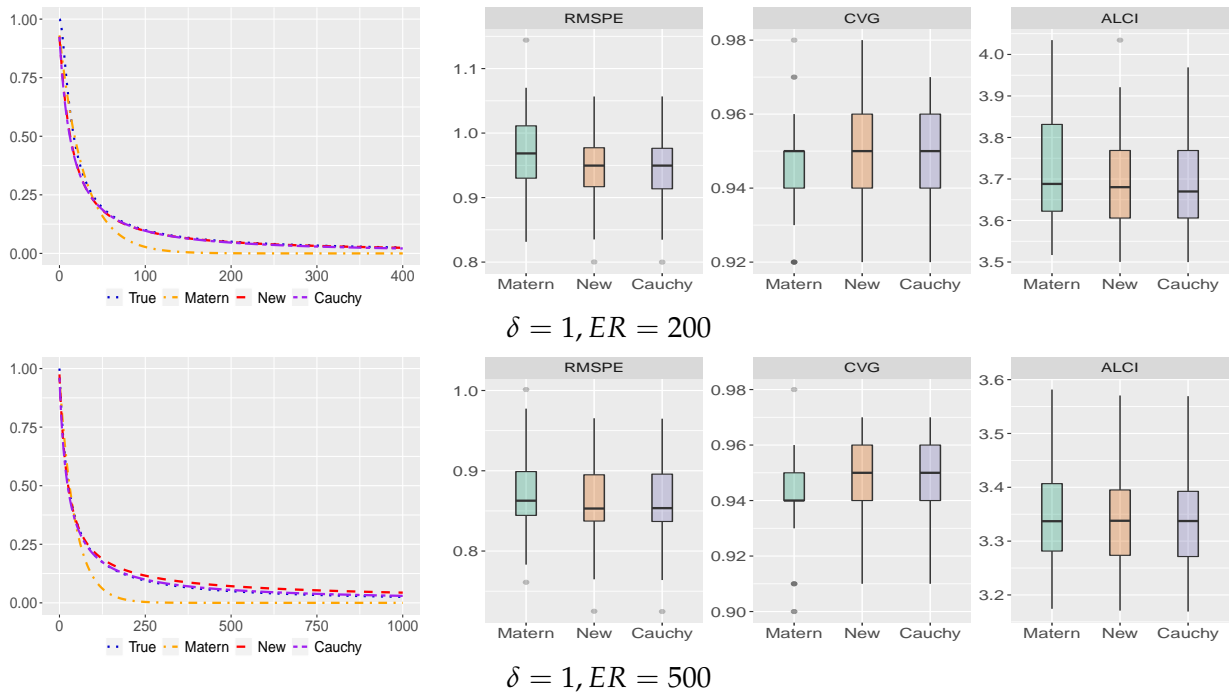 RMSPE CVG ALCI
1.00
0.75
0.50
0.25
0.00
0 100 200 300 400
True Matern New Cauchy
1.1
1.0
0.9
0.8
Matern New Cauchy
0.98
0.96
0.94
0.92
Matern New Cauchy
4.0
3.9
3.8
3.7
3.6
3.5
Matern New Cauchy
δ = 1, ER = 200
RMSPE CVG ALCI
1.00
0.75
0.50
0.25
0.00
0 250 500 750 1000
True Matern New Cauchy
1.0
0.9
0.8
Matern New Cauchy
0.98
0.96
0.94
0.92
0.90
Matern New Cauchy
3.6
3.5
3.4
3.3
3.2
Matern New Cauchy
δ = 1, ER = 500